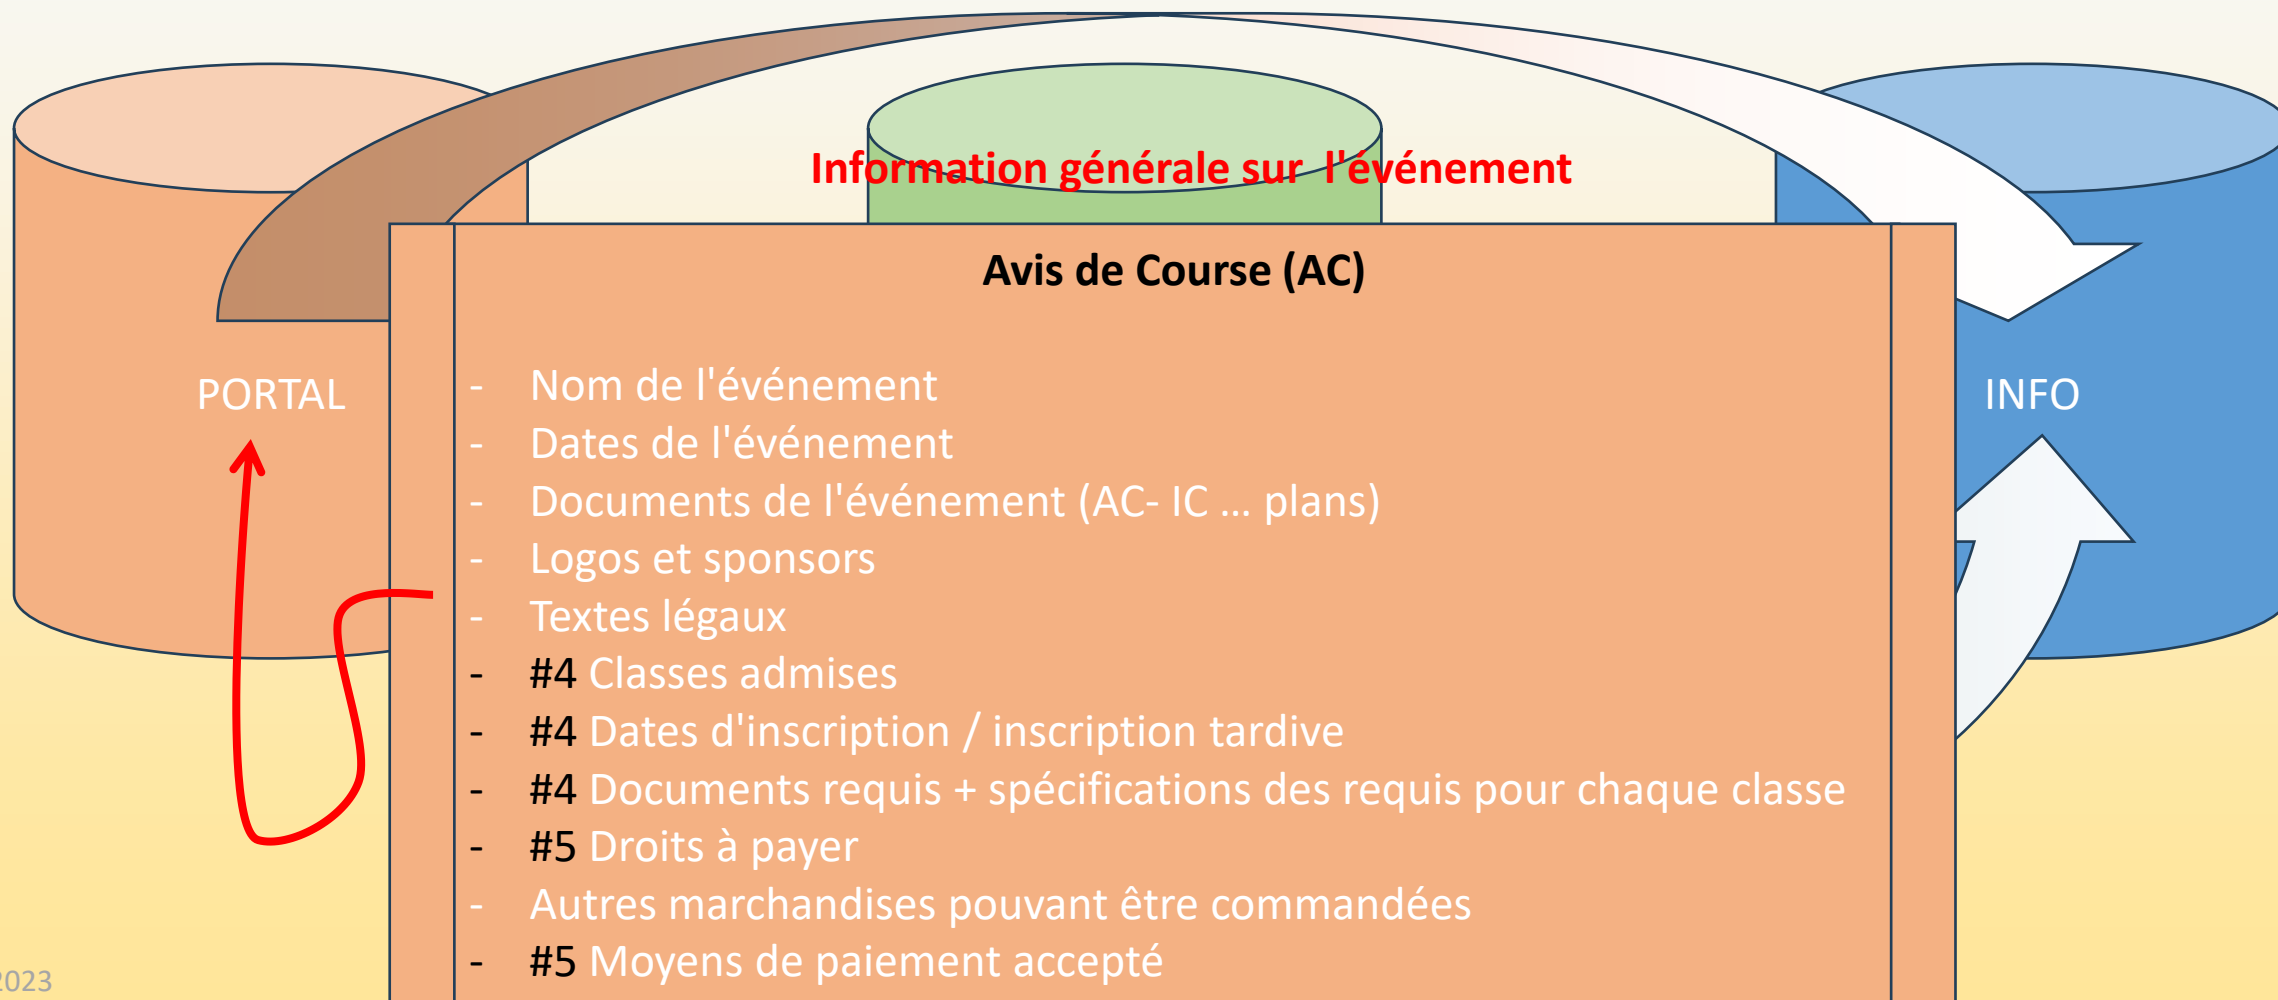 Information générale sur l'événement
Avis de Course (AC)
PORTAL
INFO
- Nom de l'événement
- Dates de l'événement
- Documents de l'événement (AC- IC ... plans)
- Logos et sponsors
- Textes légaux
- #4 Classes admises
- #4 Dates d'inscription / inscription tardive
- #4 Documents requis + spécifications des requis pour chaque classe
- #5 Droits à payer
- Autres marchandises pouvant être commandées
- #5 Moyens de paiement accepté
2023